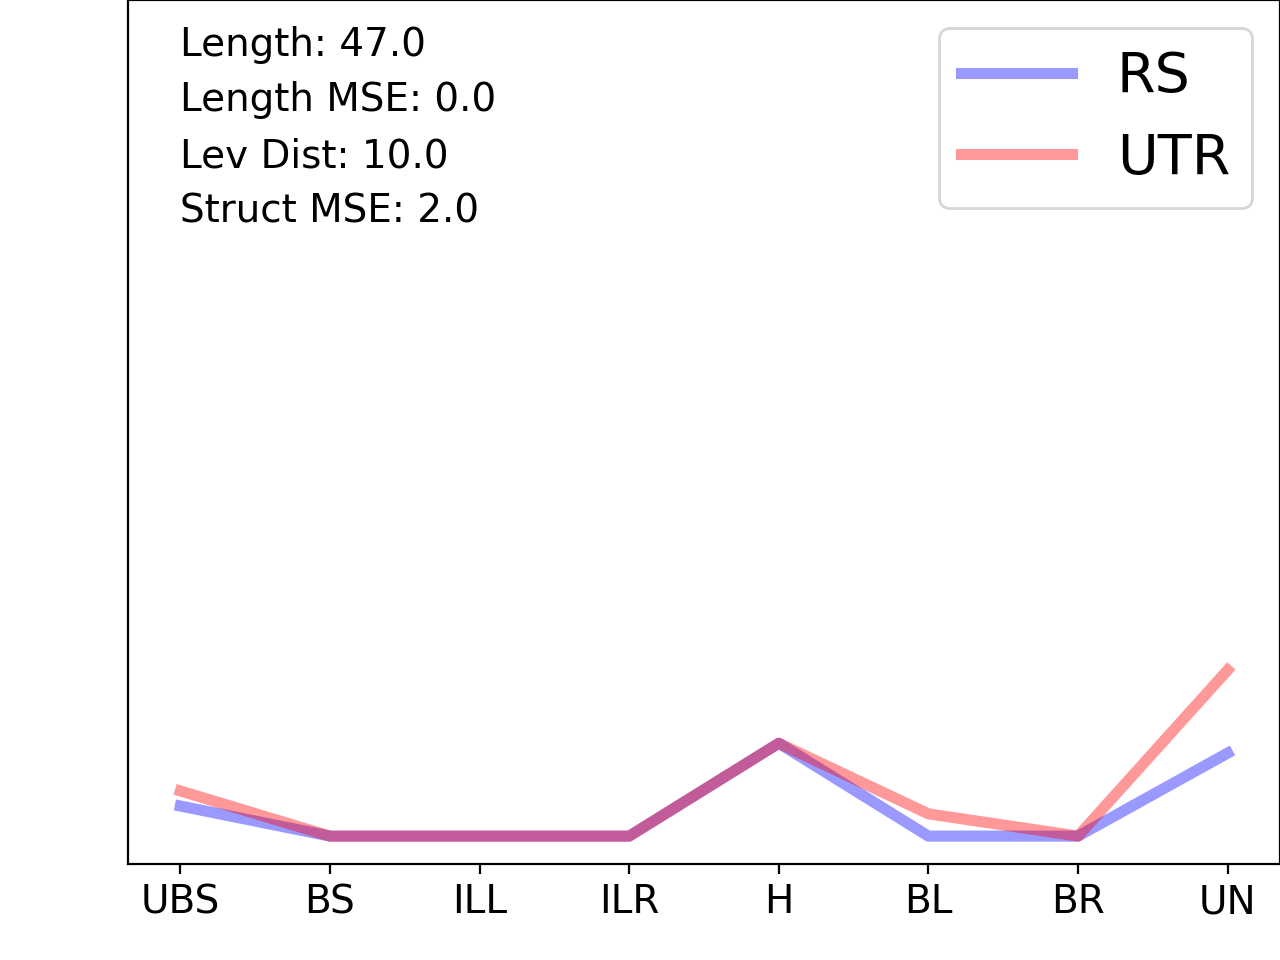 Length: 47.0
Length MSE: 0.0
Lev Dist: 10.0
Struct MSE: 2.0
RS
UTR
UBS BS ILL ILR H BL BR UN